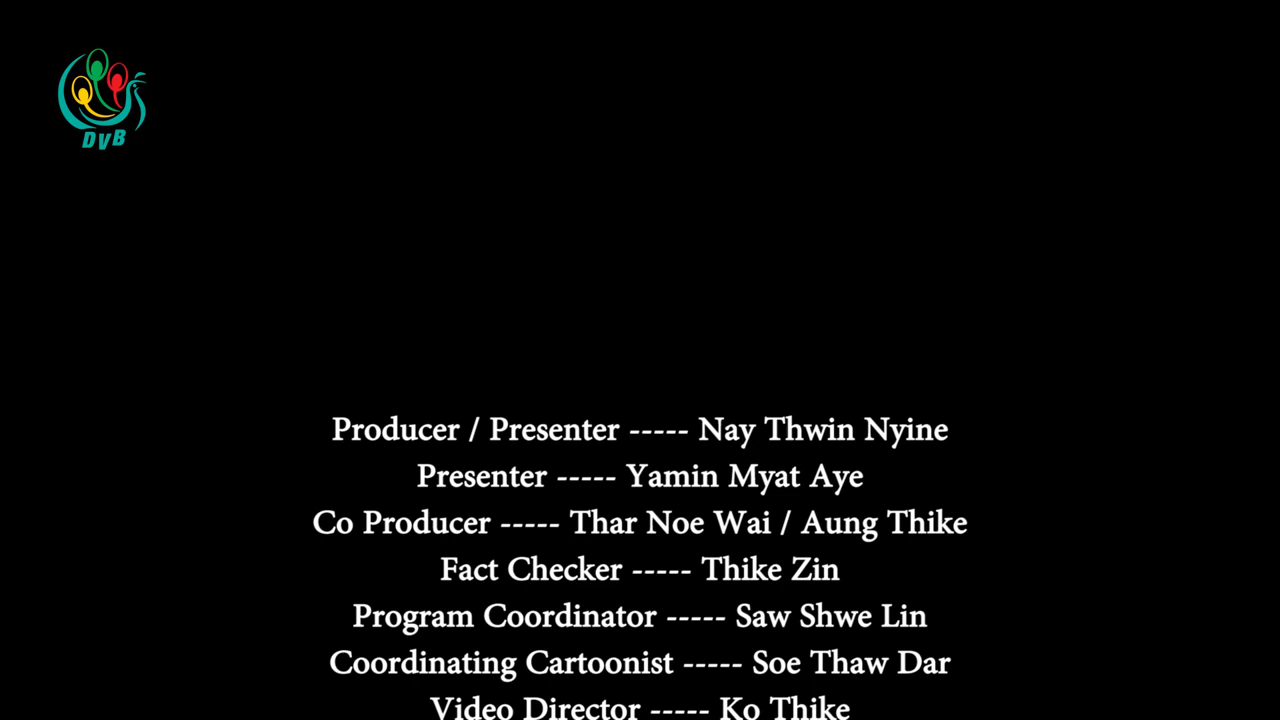 DVB
Producer / Presenter ----- Nay Thwin Nyine
Presenter ----- Yamin Myat Aye
Co Producer ----- Thar Noe Wai / Aung Thike
Fact Checker ----- Thike Zin
Program Coordinator ----- Saw Shwe Lin
Coordinating Cartoonist ----- Soe Thaw Dar
Video Director ----- Ko Thike